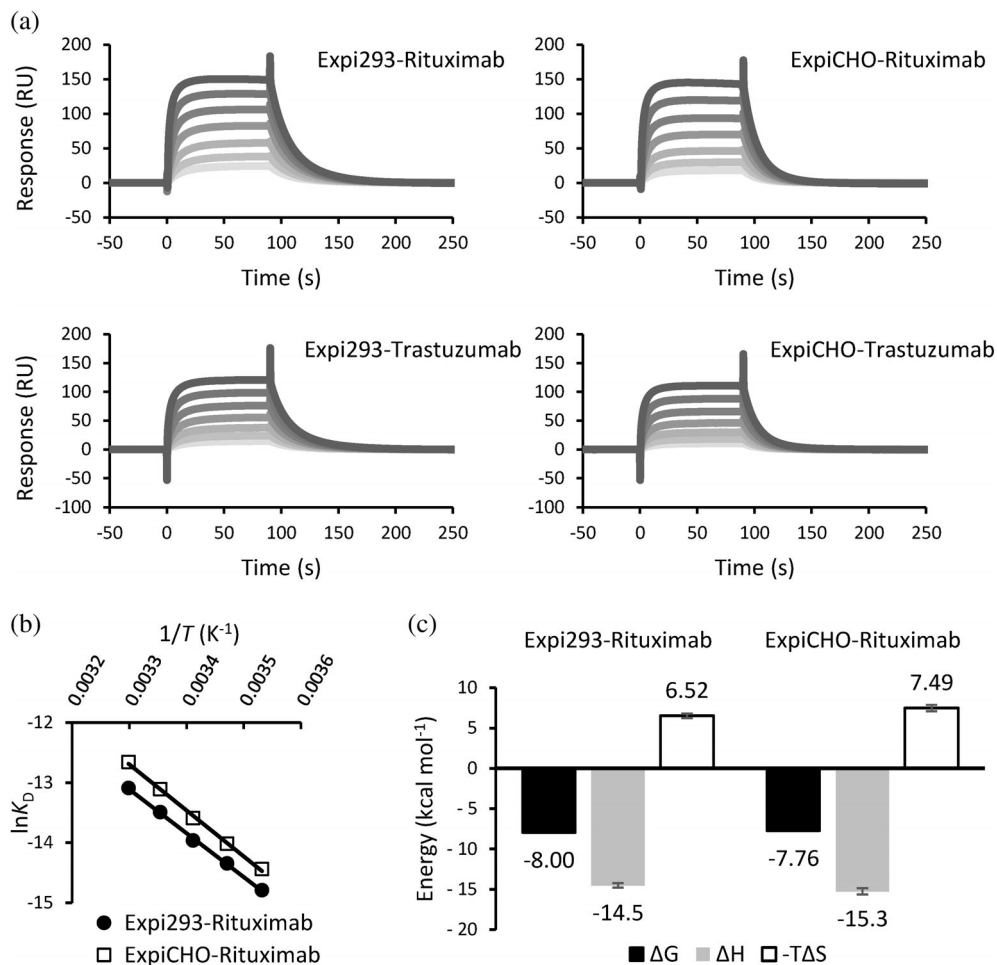 (a)
Expi293-Rituximab
Response (RU)
200
150
100
50
0
-50
-50 0 50 100 150 200 250
Time (s)
ExpiCHO-Rituximab
Response (RU)
200
150
100
50
0
-50
-50 0 50 100 150 200 250
Time (s)
Expi293-Trastuzumab
Response (RU)
200
150
100
50
0
-50
-100
-50 0 50 100 150 200 250
Time (s)
ExpiCHO-Trastuzumab
Response (RU)
200
150
100
50
0
-50
-100
-50 0 50 100 150 200 250
Time (s)
(b)
1/T (K⁻¹)
0.0032 0.0033 0.0034 0.0035 0.0036
lnK_D
-12
-13
-14
-15
Expi293-Rituximab
ExpiCHO-Rituximab
(c)
Expi293-Rituximab ExpiCHO-Rituximab
Energy (kcal mol⁻¹)
10
5
0
- 5
- 10
- 15
- 20
6.52 7.49
-8.00 -7.76
-14.5 -15.3
ΔG ΔH -TΔS